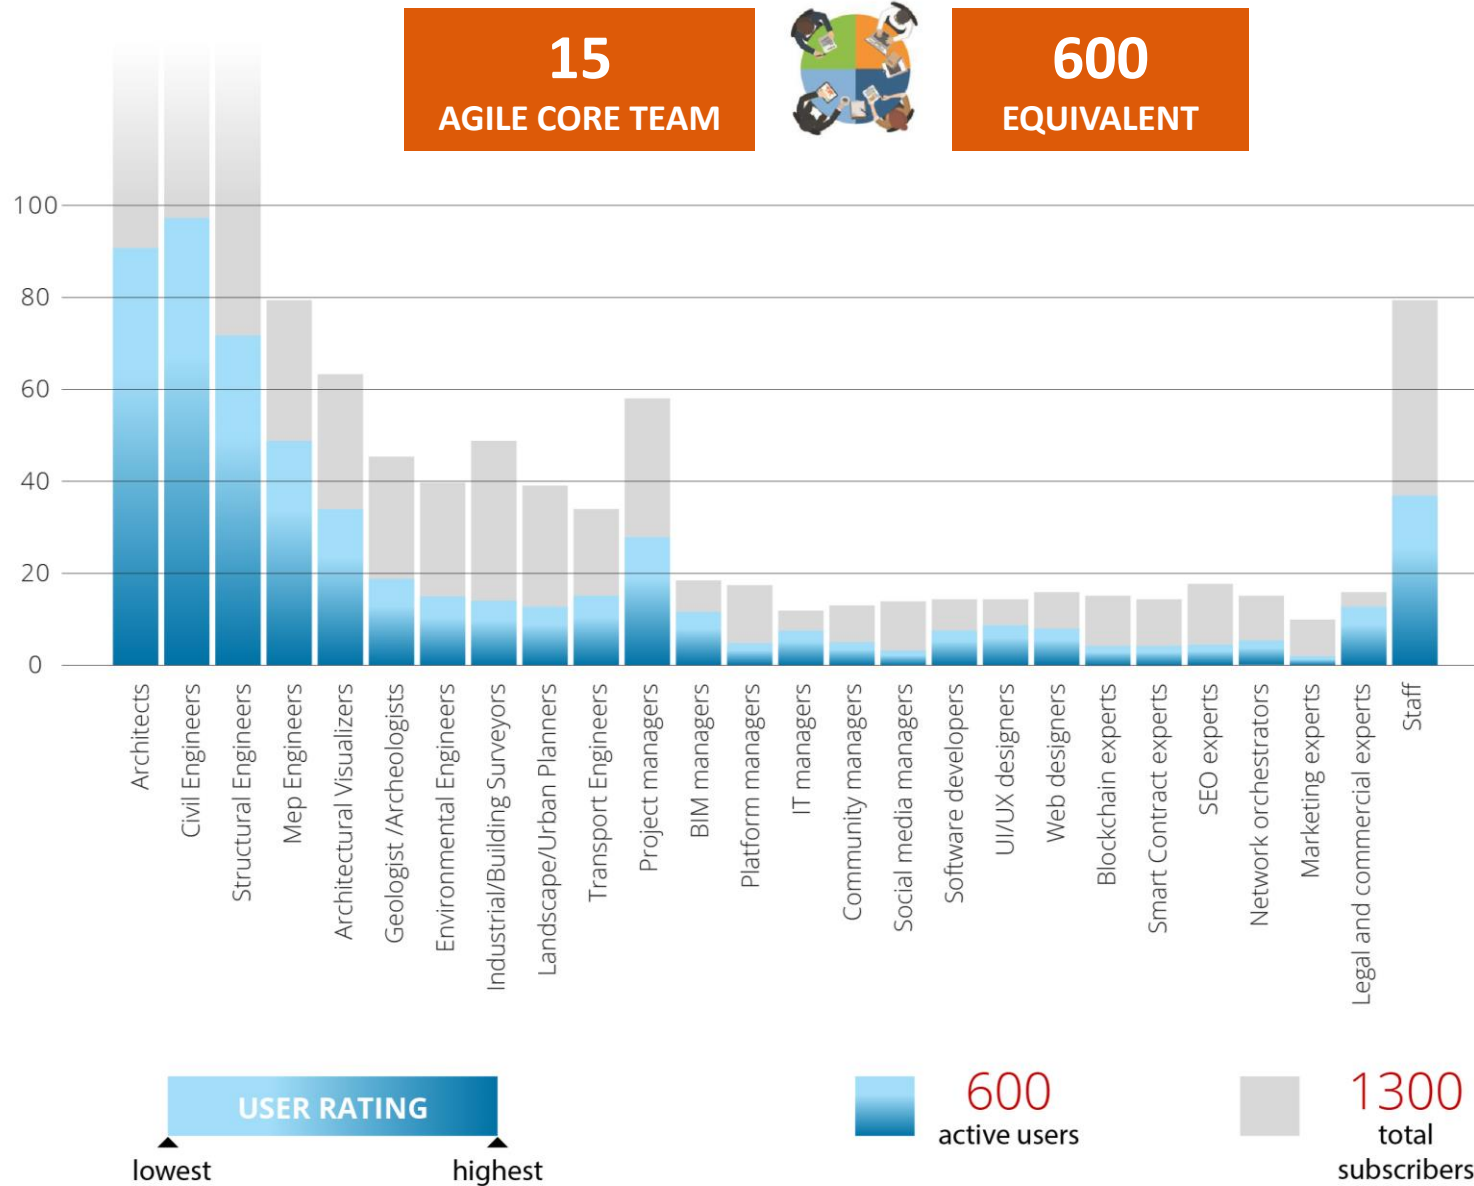 15
AGILE CORE TEAM
600
EQUIVALENT
100
80
60
40
20
0
Architects
Civil Engineers
Structural Engineers
Mep Engineers
Architectural Visualizers
Geologist /Archeologists
Environmental Engineers
Industrial/Building Surveyors
Landscape/Urban Planners
Transport Engineers
Project managers
BIM managers
Platform managers
IT managers
Community managers
Social media managers
Software developers
UI/UX designers
Web designers
Blockchain experts
Smart Contract experts
SEO experts
Network orchestrators
Marketing experts
Legal and commercial experts
Staff
USER RATING
lowest
highest
600
active users
1300
total
subscribers